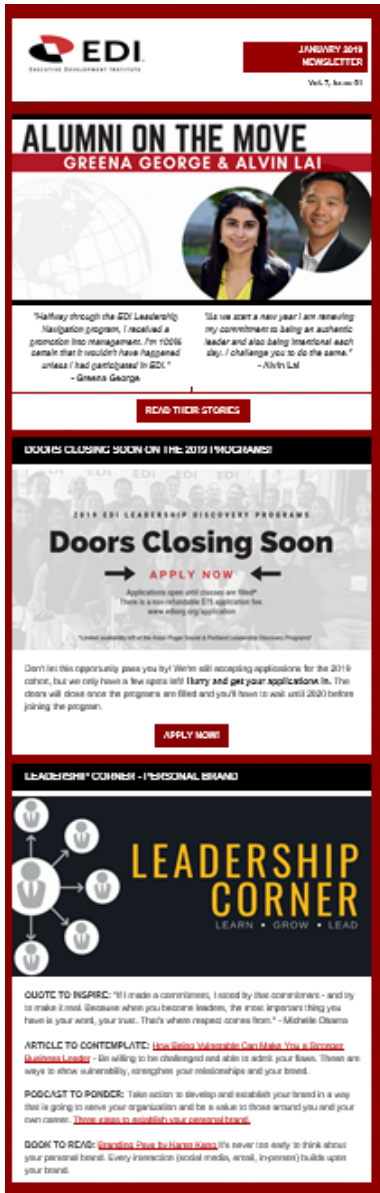 EDI
EXECUTIVE DEVELOPMENT INSTITUTE
JANUARY 2019
NEWSLETTER
Vol. 7, Issue 01
ALUMNI ON THE MOVE
GREENA GEORGE & ALVIN LAI
"Halfway through the EDI Leadership
Navigation program, I received a
promotion into management. I'm 100%
certain that it wouldn't have happened
unless I had participated in EDI."
- Greena George
"As we start a new year I am renewing
my commitment to being an authentic
leader and also being intentional each
day. I challenge you to do the same."
- Alvin Lai
READ THEIR STORIES
DOORS CLOSING SOON ON THE 2019 PROGRAMS!
2019 EDI LEADERSHIP DISCOVERY PROGRAMS
Doors Closing Soon
APPLY NOW
Applications open until classes are filled*
There is a non-refundable $75 application fee.
www.ediorg.org/application
*Limited availability left of the Asian Puget Sound & Portland Leadership Discovery Programs*
Don't let this opportunity pass you by! We're still accepting applications for the 2019
cohort, but we only have a few spots left! Hurry and get your applications in. The
doors will close once the programs are filled and you'll have to wait until 2020 before
joining the program.
APPLY NOW!
LEADERSHIP CORNER - PERSONAL BRAND
LEADERSHIP
CORNER
LEARN • GROW • LEAD
QUOTE TO INSPIRE: "If I made a commitment, I stood by that commitment - and try
to make it real. Because when you become leaders, the most important thing you
have is your word, your trust. That's where respect comes from." - Michelle Obama
ARTICLE TO CONTEMPLATE: How Being Vulnerable Can Make You a Stronger
Business Leader - Be willing to be challenged and able to admit your flaws. These are
ways to show vulnerability, strengthen your relationships and your brand.
PODCAST TO PONDER: Take action to develop and establish your brand in a way
that is going to serve your organization and be a value to those around you and your
own career. Three steps to establish your personal brand.
BOOK TO READ: Branding Pays by Karen Kang It's never too early to think about
your personal brand. Every interaction (social media, email, in-person) builds upon
your brand.